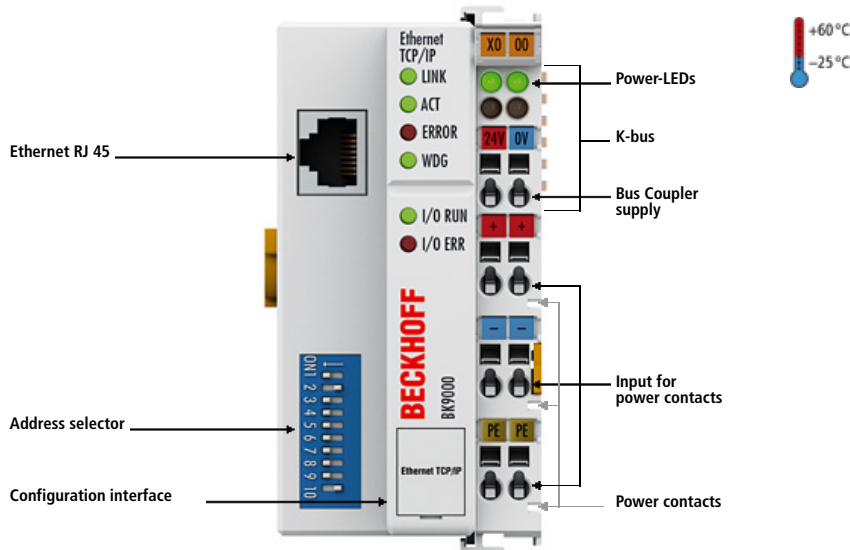 Ethernet
TCP/IP
LINK
ACT
ERROR
WDG
I/O RUN
I/O ERR
BECKHOFF
BK9000
Ethernet TCP/IP
X0 00
24V 0V
+ +
− −
PE PE
ON
1
2
3
4
5
6
7
8
9
10
Ethernet RJ 45
Address selector
Configuration interface
Power-LEDs
K-bus
Bus Coupler
supply
Input for
power contacts
Power contacts
+60 °C
−25 °C